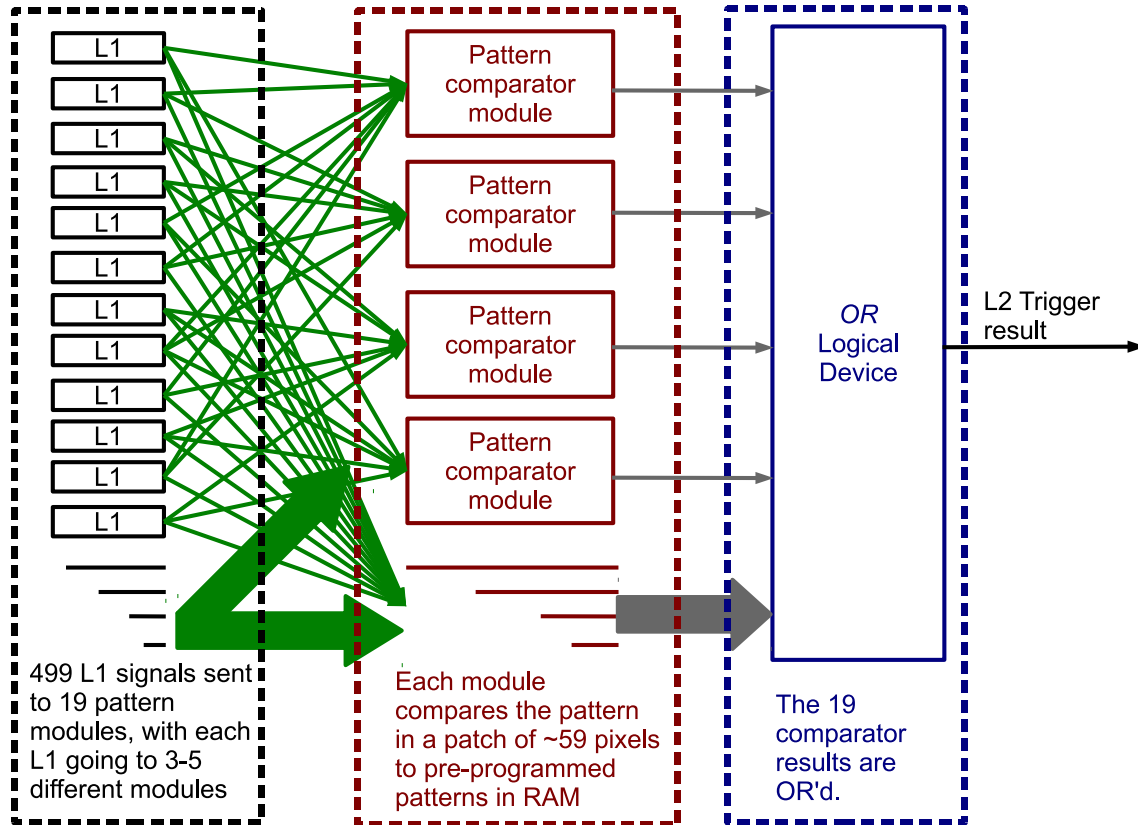 L1
L1
L1
L1
L1
L1
L1
L1
L1
L1
L1
L1
499 L1 signals sent
to 19 pattern
modules, with each
L1 going to 3-5
different modules
Pattern
comparator
module
Pattern
comparator
module
Pattern
comparator
module
Pattern
comparator
module
Each module
compares the pattern
in a patch of ~59 pixels
to pre-programmed
patterns in RAM
OR
Logical
Device
The 19
comparator
results are
OR'd.
L2 Trigger
result